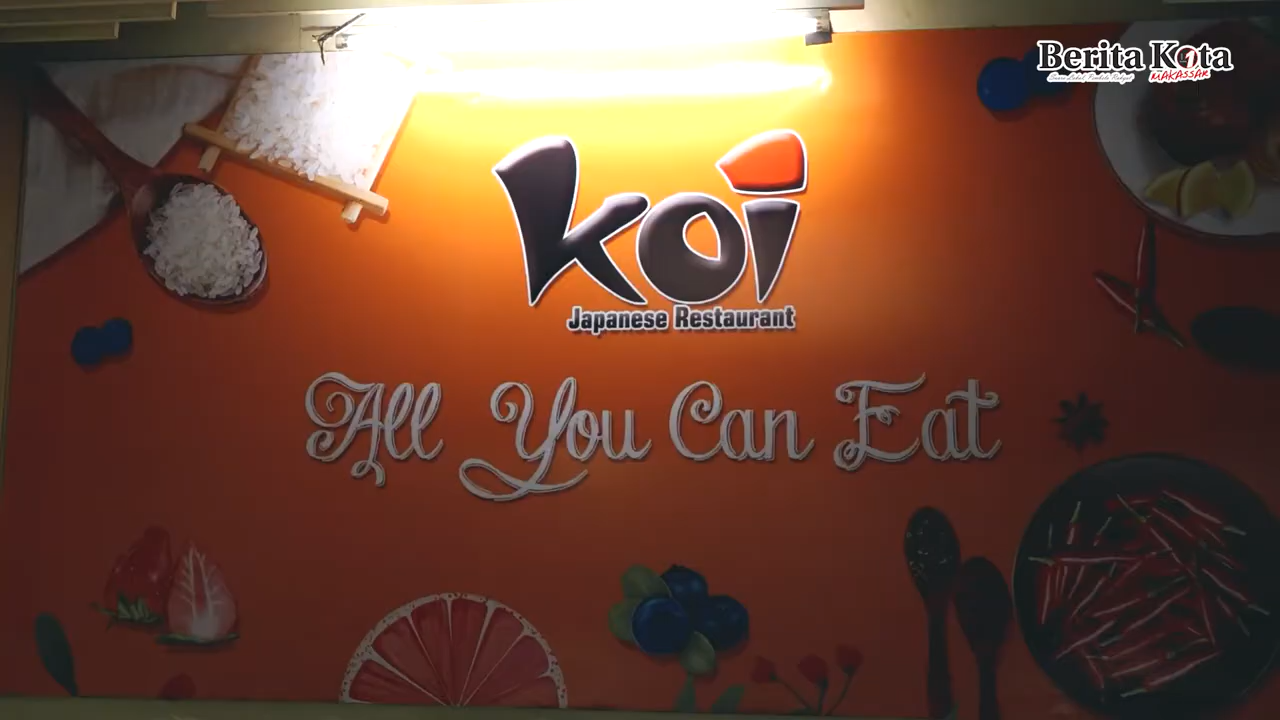 Berita Kota
MAKASSAR
koi
Japanese Restaurant
All You Can Eat